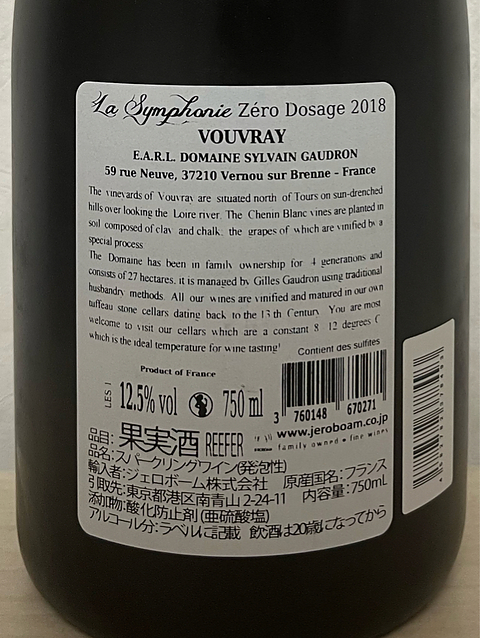 La Symphonie Zéro Dosage 2018
VOUVRAY
E.A.R.L. DOMAINE SYLVAIN GAUDRON
59 rue Neuve, 37210 Vernou sur Brenne - France
The vineyards of Vouvray are situated north of Tours on sun-drenched
hills over looking the Loire river. The Chenin Blanc vines are planted in
soil composed of clay and chalk, the grapes of which are vinified by a
special process
The Domaine has been in family ownership for 4 generations and
consists of 27 hectares, it is managed by Gilles Gaudron using traditional
husbandry methods. All our wines are vinified and matured in our own
tuffeau stone cellars dating back to the 13 th Century. You are most
welcome to visit our cellars which are a constant 8 12 degrees C
which is the ideal temperature for wine tasting!
Contient des sulfites
Product of France
12.5% vol 750 ml
3 760148 670271
www.jeroboam.co.jp
family owned • fine wines
品目: 果実酒 REEFER
品名:スパークリングワイン(発泡性)
輸入者:ジェロボーム株式会社 原産国名:フランス
引取先:東京都港区南青山 2-24-11 内容量:750mL
添加物:酸化防止剤 (亜硫酸塩)
アルコール分:ラベルに記載 飲酒は20歳になってから